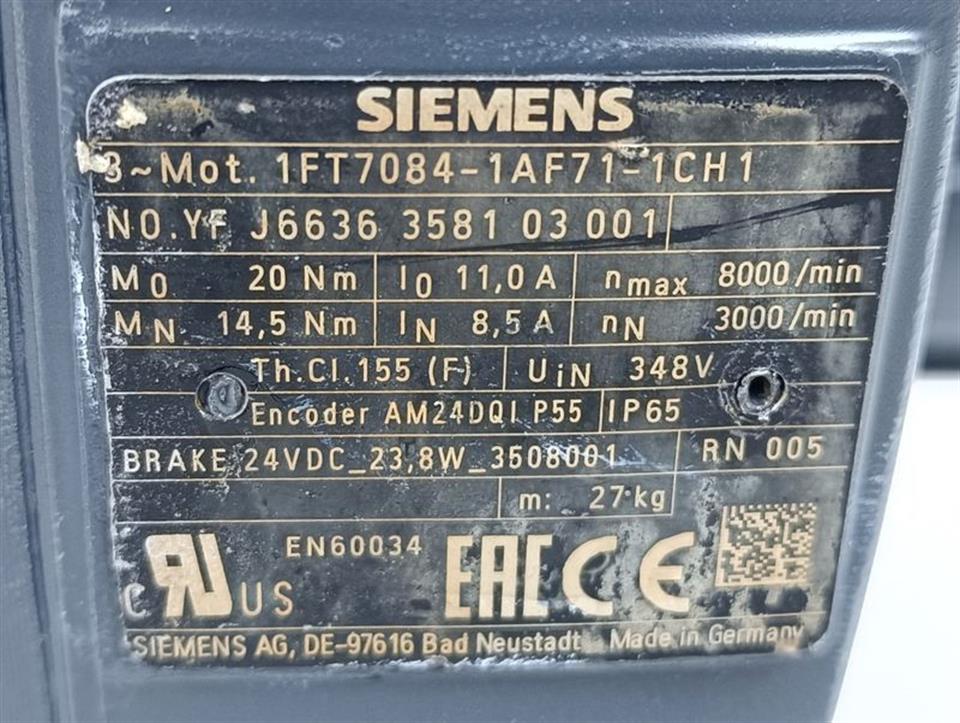 SIEMENS
3~Mot. 1FT7084-1AF71-1CH1
NO.YF J6636 3581 03 001
M0 20 Nm I0 11,0 A nmax 8000/min
MN 14,5 Nm IN 8,5 A nN 3000/min
Th.Cl.155 (F) UiN 348V
Encoder AM24DQI P55 IP65
BRAKE 24VDC_23,8W_3508001 RN 005
m: 27 kg
EN60034
C RU US EAC CE
SIEMENS AG, DE-97616 Bad Neustadt Made in Germany